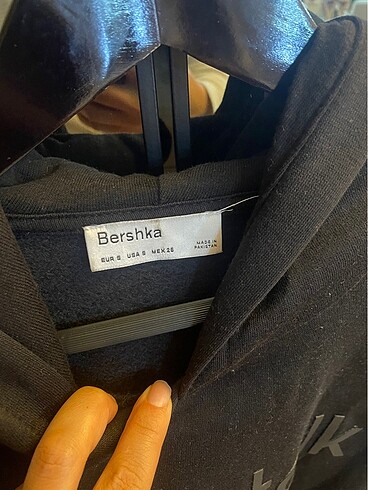 Bershka
EUR S USA S MEX 26
MADE IN
PAKISTAN